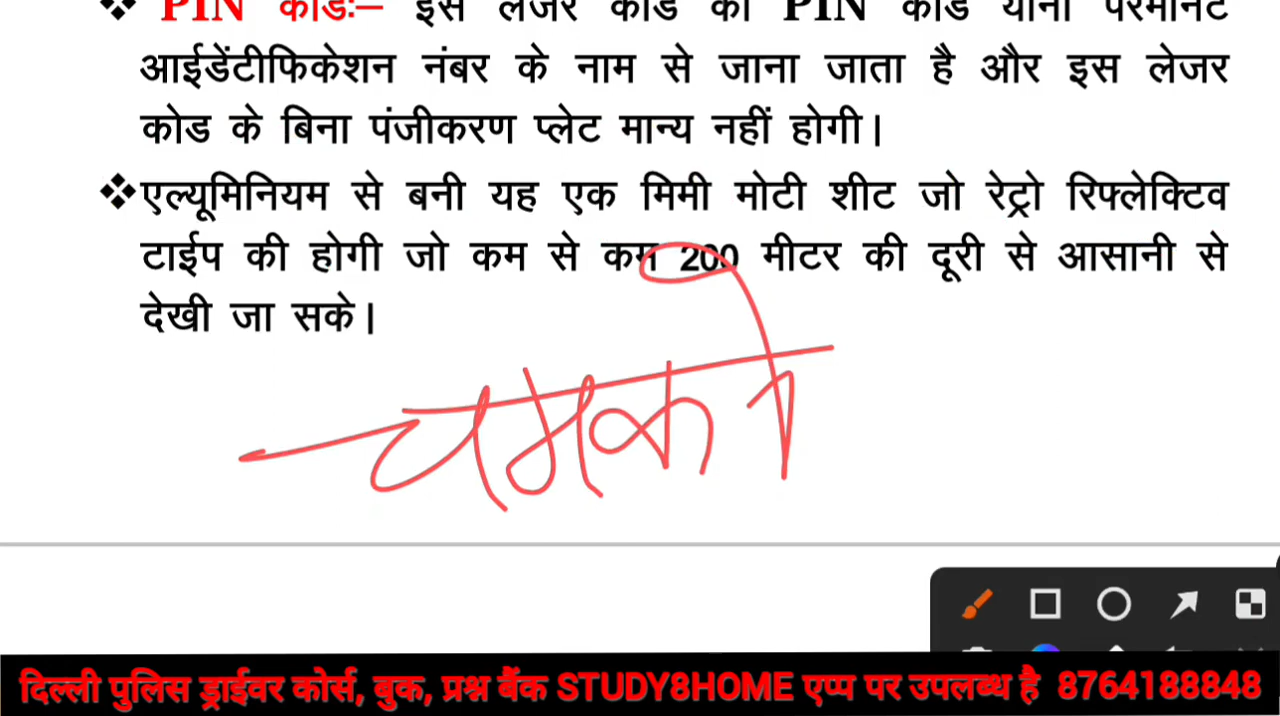 ❖ PIN कोडः– इस लेजर कोड को PIN कोड यानी परमानेंट
आईडेंटीफिकेशन नंबर के नाम से जाना जाता है और इस लेजर
कोड के बिना पंजीकरण प्लेट मान्य नहीं होगी।
❖एल्यूमिनियम से बनी यह एक मिमी मोटी शीट जो रेट्रो रिफ्लेक्टिव
टाईप की होगी जो कम से कम 200 मीटर की दूरी से आसानी से
देखी जा सके।
दिल्ली पुलिस ड्राईवर कोर्स, बुक, प्रश्न बैंक STUDY8HOME एप्प पर उपलब्ध है 8764188848